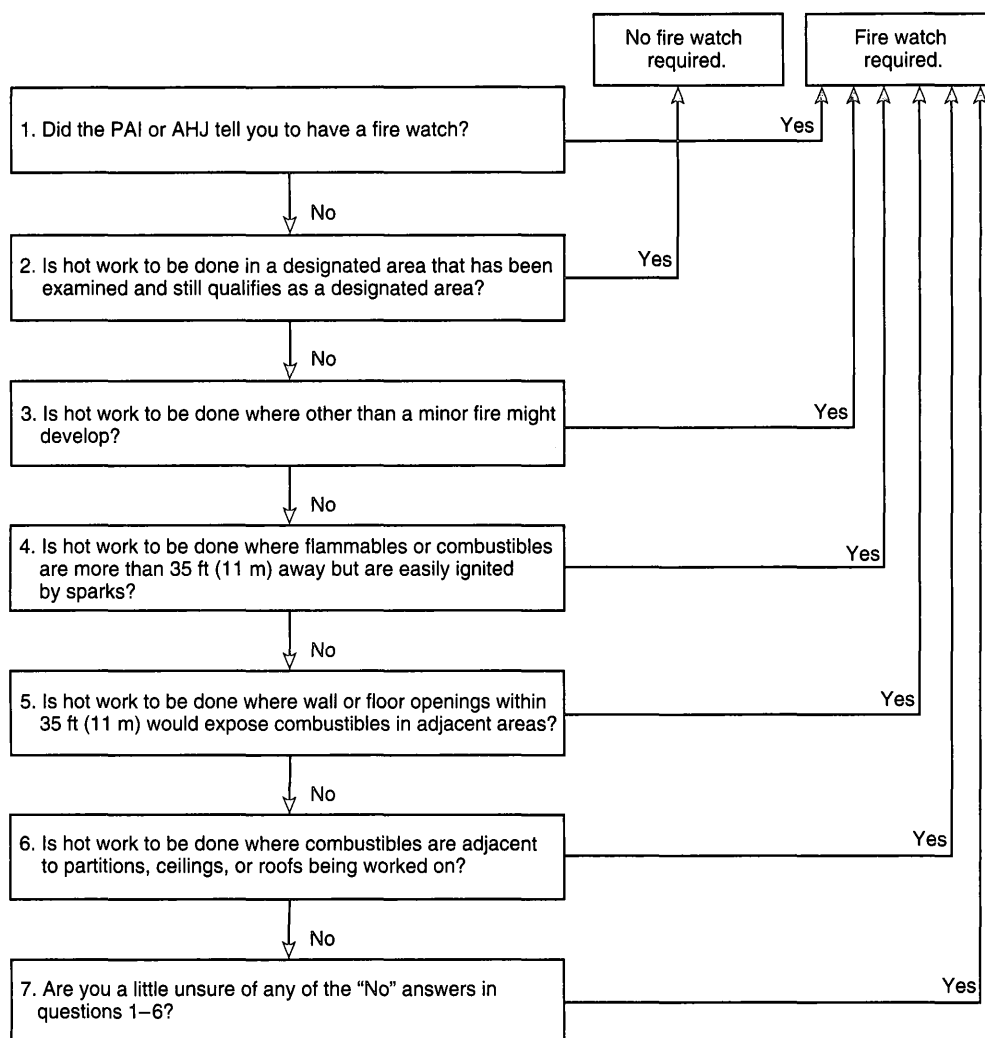 No fire watch
required.
Fire watch
required.
1. Did the PAI or AHJ tell you to have a fire watch?
Yes
No
2. Is hot work to be done in a designated area that has been
examined and still qualifies as a designated area?
Yes
No
3. Is hot work to be done where other than a minor fire might
develop?
Yes
No
4. Is hot work to be done where flammables or combustibles
are more than 35 ft (11 m) away but are easily ignited
by sparks?
Yes
No
5. Is hot work to be done where wall or floor openings within
35 ft (11 m) would expose combustibles in adjacent areas?
Yes
No
6. Is hot work to be done where combustibles are adjacent
to partitions, ceilings, or roofs being worked on?
Yes
No
7. Are you a little unsure of any of the “No” answers in
questions 1–6?
Yes